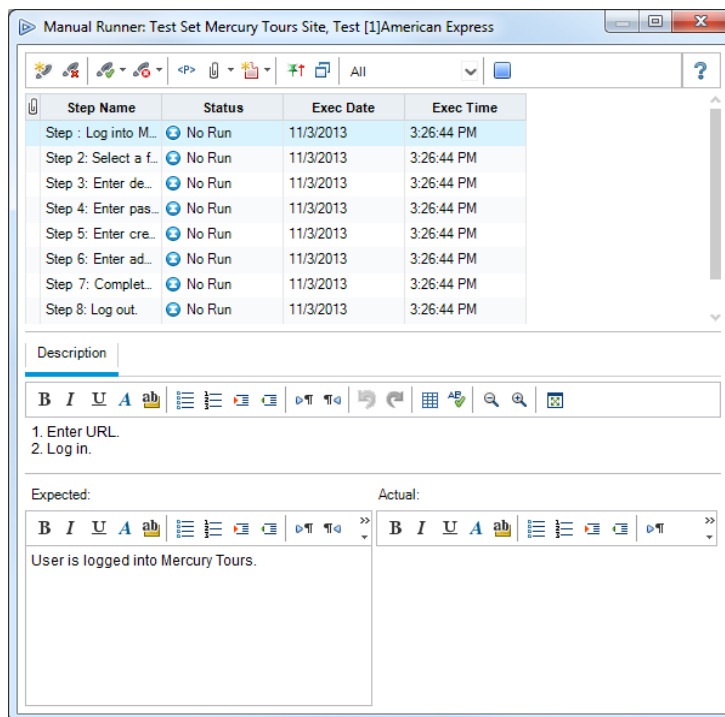 Manual Runner: Test Set Mercury Tours Site, Test [1]American Express
<P> All ?
Step Name Status Exec Date Exec Time
Step : Log into M... No Run 11/3/2013 3:26:44 PM
Step 2: Select a f... No Run 11/3/2013 3:26:44 PM
Step 3: Enter de... No Run 11/3/2013 3:26:44 PM
Step 4: Enter pas... No Run 11/3/2013 3:26:44 PM
Step 5: Enter cre... No Run 11/3/2013 3:26:44 PM
Step 6: Enter ad... No Run 11/3/2013 3:26:44 PM
Step 7: Complet... No Run 11/3/2013 3:26:44 PM
Step 8: Log out. No Run 11/3/2013 3:26:44 PM
Description
B I U A ab
1. Enter URL.
2. Log in.
Expected: Actual:
B I U A ab B I U A ab
User is logged into Mercury Tours.